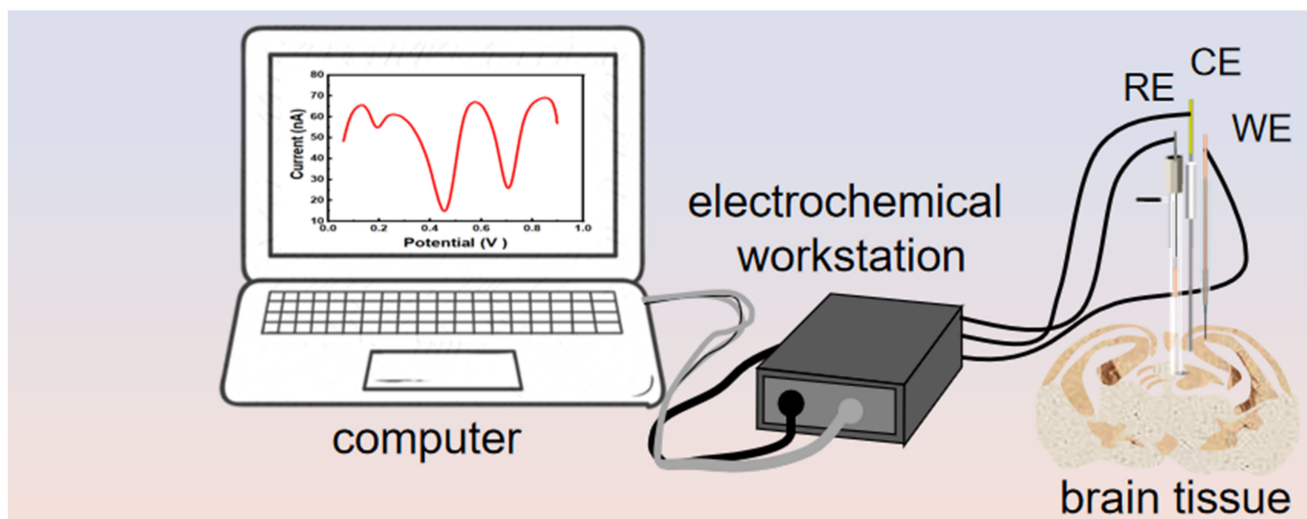 80
70
60
50
40
30
20
10
Current (nA)
0.0 0.2 0.4 0.6 0.8 1.0
Potential (V )
computer
electrochemical
workstation
RE
CE
WE
brain tissue